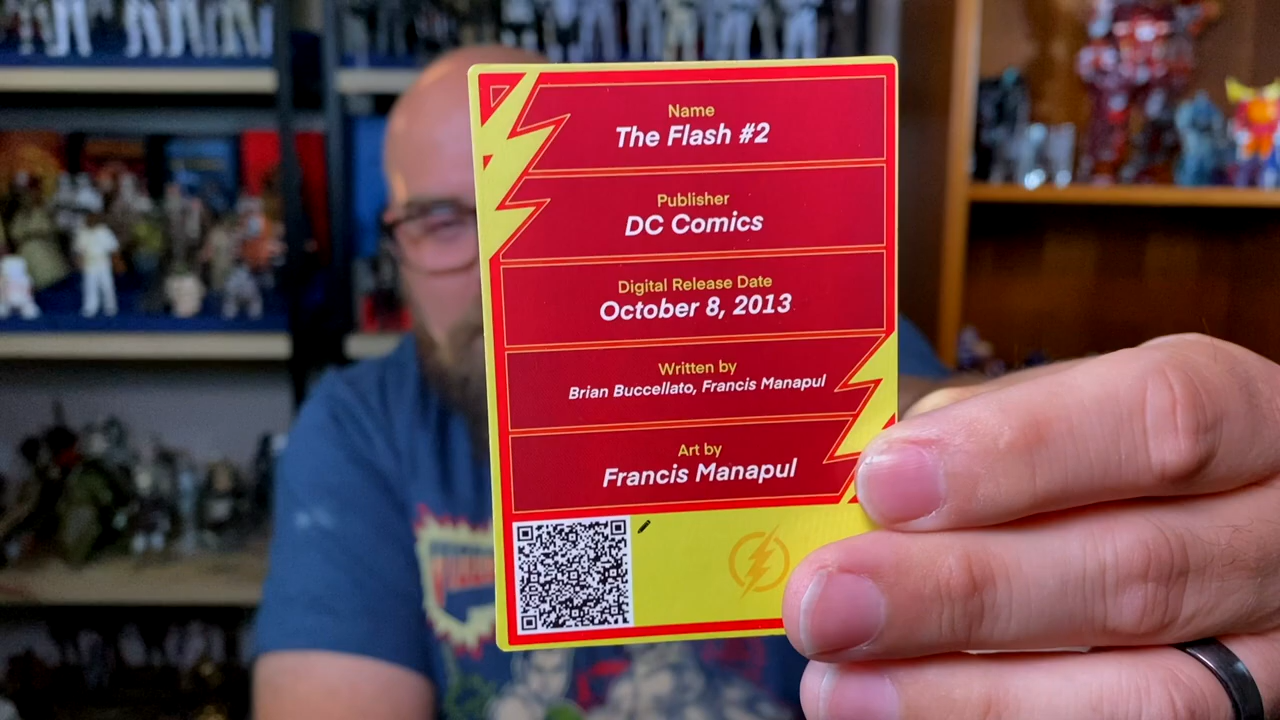 Name
The Flash #2
Publisher
DC Comics
Digital Release Date
October 8, 2013
Written by
Brian Buccellato, Francis Manapul
Art by
Francis Manapul